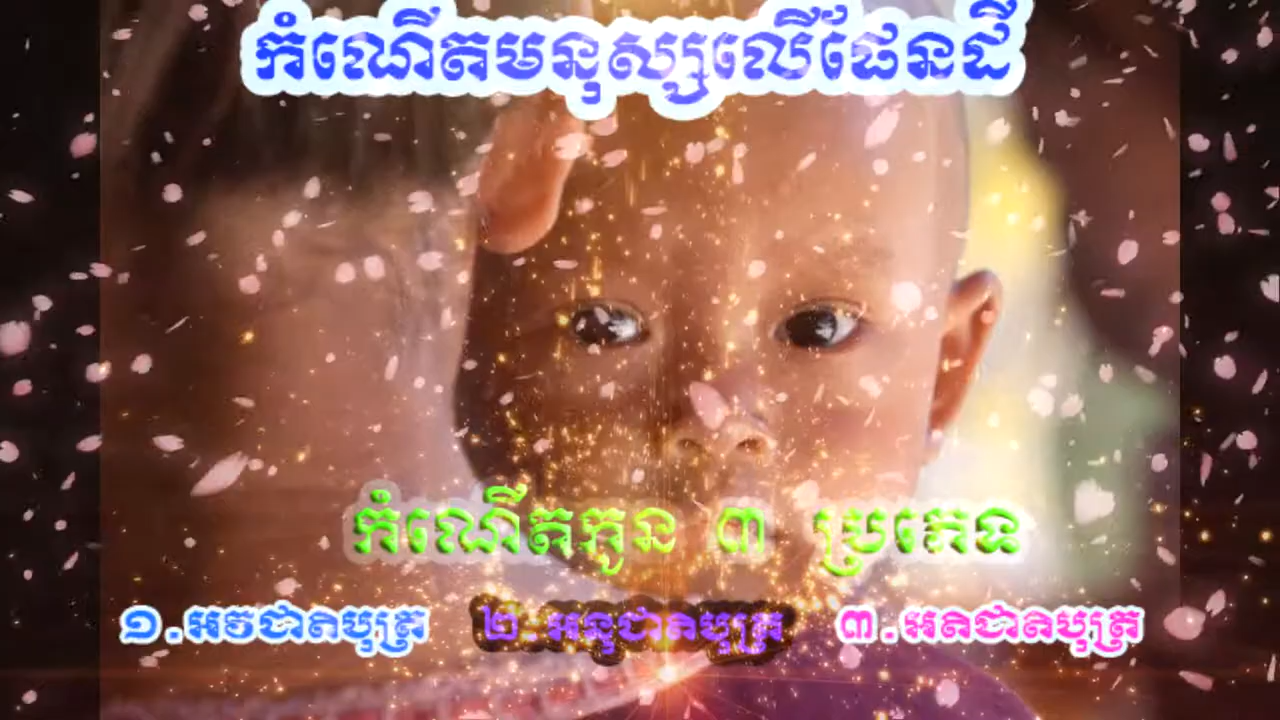 កំណើតមនុស្សលើផែនដី
កំណើតកូន ៣ ប្រភេទ
១.អវជាតិបុត្រ ២.អនុជាតិបុត្រ ៣.អតិជាតិបុត្រ